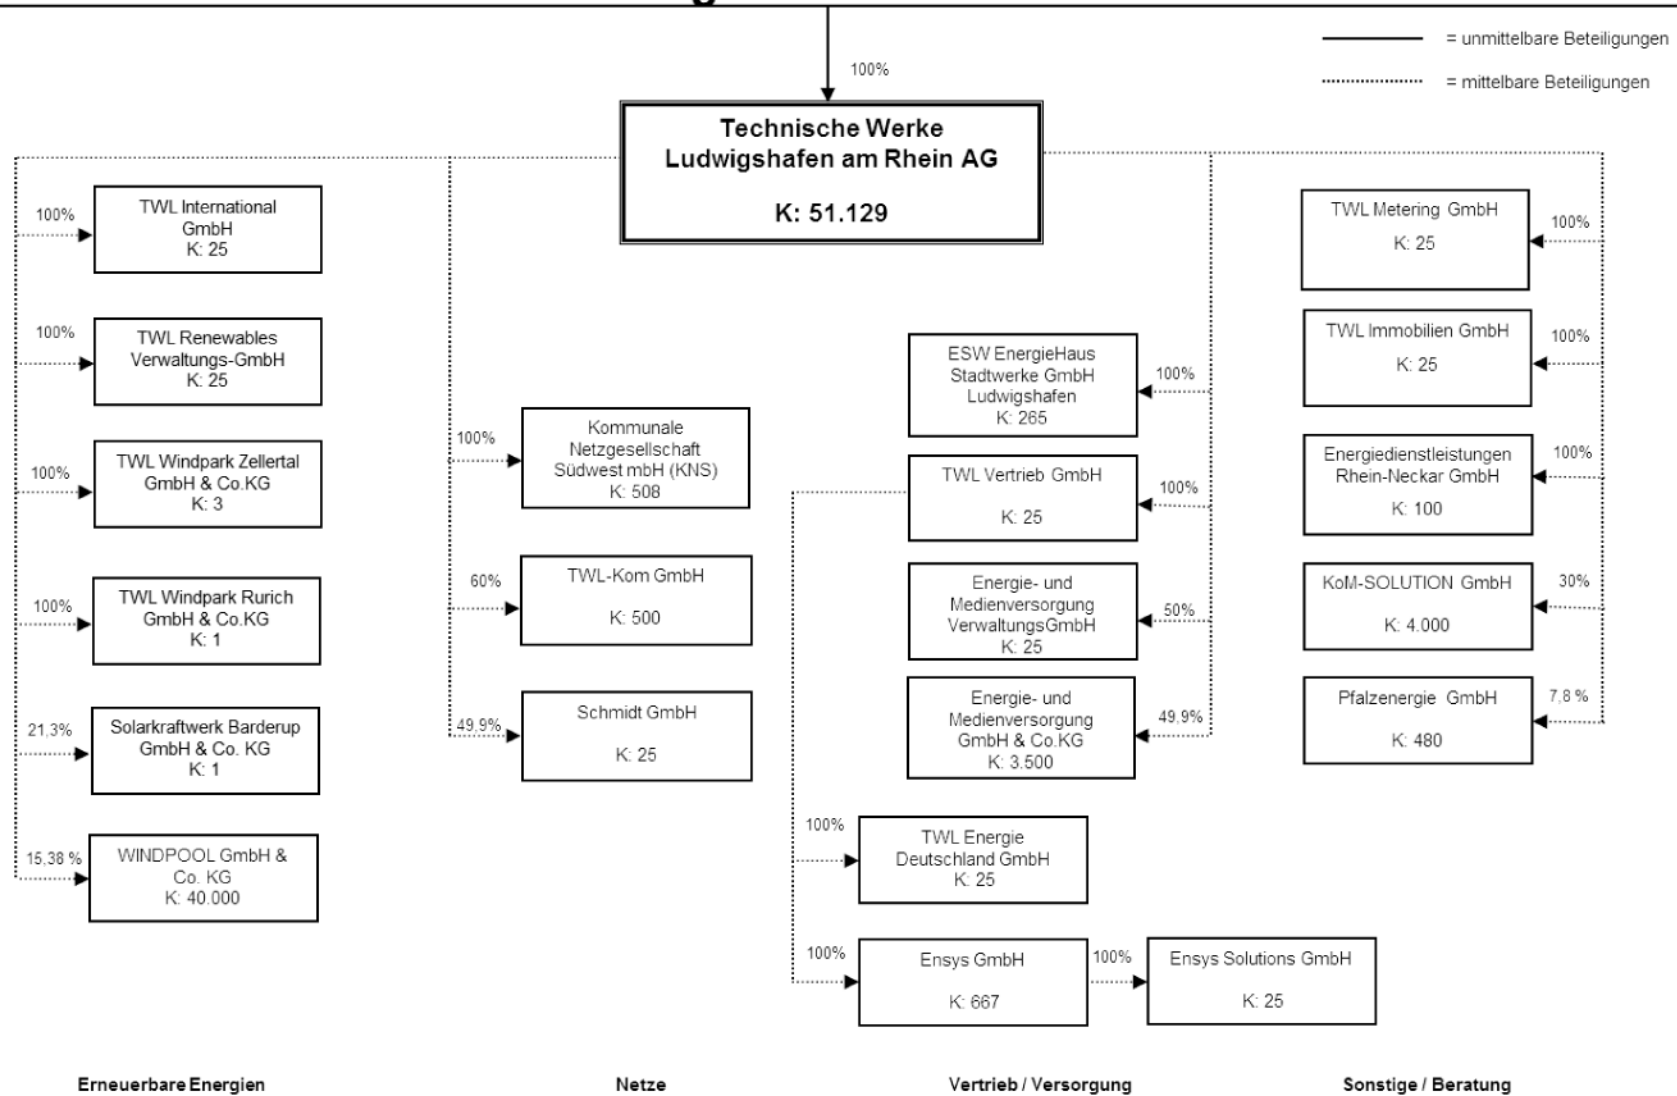 100%
= unmittelbare Beteiligungen
= mittelbare Beteiligungen
Technische Werke
Ludwigshafen am Rhein AG
K: 51.129
100%
TWL International
GmbH
K: 25
100%
TWL Renewables
Verwaltungs-GmbH
K: 25
100%
TWL Windpark Zellertal
GmbH & Co.KG
K: 3
100%
TWL Windpark Rurich
GmbH & Co.KG
K: 1
21,3%
Solarkraftwerk Barderup
GmbH & Co. KG
K: 1
15,38 %
WINDPOOL GmbH &
Co. KG
K: 40.000
100%
Kommunale
Netzgesellschaft
Südwest mbH (KNS)
K: 508
60%
TWL-Kom GmbH
K: 500
49,9%
Schmidt GmbH
K: 25
ESW EnergieHaus
Stadtwerke GmbH
Ludwigshafen
K: 265
100%
TWL Vertrieb GmbH
K: 25
100%
Energie- und
Medienversorgung
VerwaltungsGmbH
K: 25
50%
Energie- und
Medienversorgung
GmbH & Co.KG
K: 3.500
49,9%
100%
TWL Energie
Deutschland GmbH
K: 25
100%
Ensys GmbH
K: 667
100%
Ensys Solutions GmbH
K: 25
TWL Metering GmbH
K: 25
100%
TWL Immobilien GmbH
K: 25
100%
Energiedienstleistungen
Rhein-Neckar GmbH
K: 100
100%
KoM-SOLUTION GmbH
K: 4.000
30%
Pfalzenergie GmbH
K: 480
7,8 %
Erneuerbare Energien
Netze
Vertrieb / Versorgung
Sonstige / Beratung